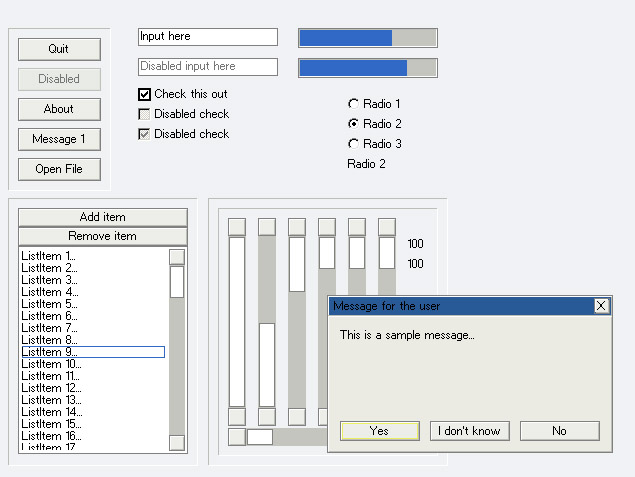 Quit
Disabled
About
Message 1
Open File
Input here
Disabled input here
Check this out
Disabled check
Disabled check
Radio 1
Radio 2
Radio 3
Radio 2
Add item
Remove item
ListItem 1...
ListItem 2...
ListItem 3...
ListItem 4...
ListItem 5...
ListItem 6...
ListItem 7...
ListItem 8...
ListItem 9...
ListItem 10...
ListItem 11...
ListItem 12...
ListItem 13...
ListItem 14...
ListItem 15...
ListItem 16...
ListItem 17...
100
100
Message for the user
X
This is a sample message...
Yes
I don't know
No